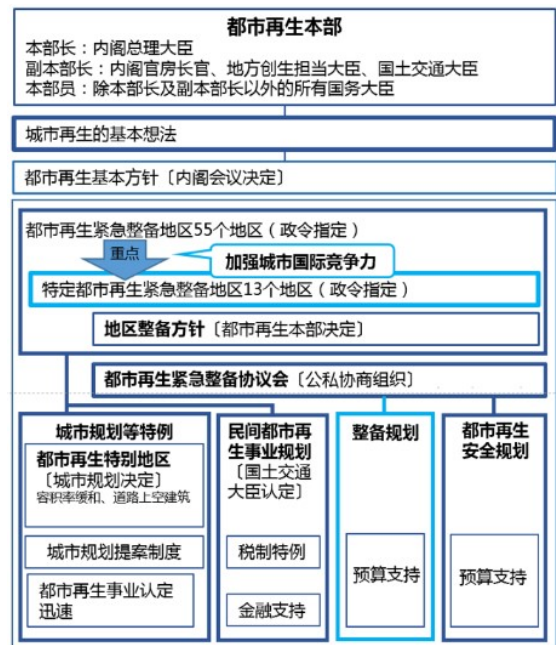 都市再生本部
本部长：内阁总理大臣
副本部长：内阁官房长官、地方创生担当大臣、国土交通大臣
本部员：除本部长及副本部长以外的所有国务大臣
城市再生的基本想法
都市再生基本方针〔内阁会议决定〕
都市再生紧急整备地区55个地区（政令指定）
重点
加强城市国际竞争力
特定都市再生紧急整备地区13个地区（政令指定）
地区整备方针〔都市再生本部决定〕
都市再生紧急整备协议会〔公私协商组织〕
城市规划等特例
都市再生特别地区
〔城市规划决定〕
容积率缓和、道路上空建筑
城市规划提案制度
都市再生事业认定
迅速
民间都市再
生事业规划
〔国土交通
大臣认定〕
税制特例
金融支持
整备规划
预算支持
都市再生
安全规划
预算支持